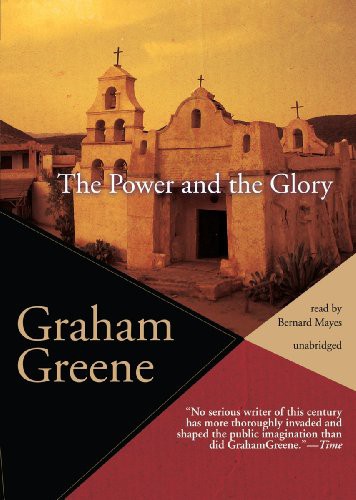 The Power and the Glory
read by
Bernard Mayes
unabridged
Graham
Greene
“No serious writer of this century
has more thoroughly invaded and
shaped the public imagination than
did GrahamGreene.”—Time